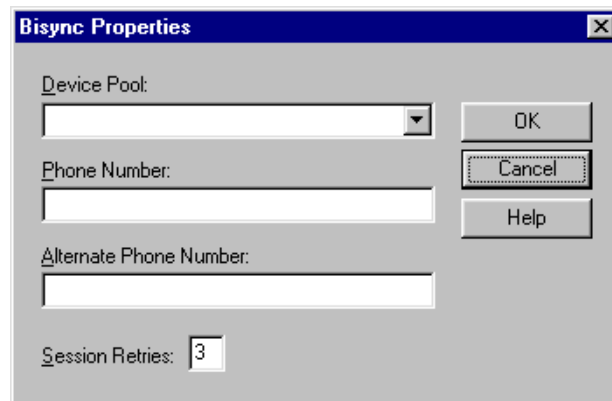 Bisync Properties
Device Pool:
OK
Phone Number:
Cancel
Help
Alternate Phone Number:
Session Retries: 3